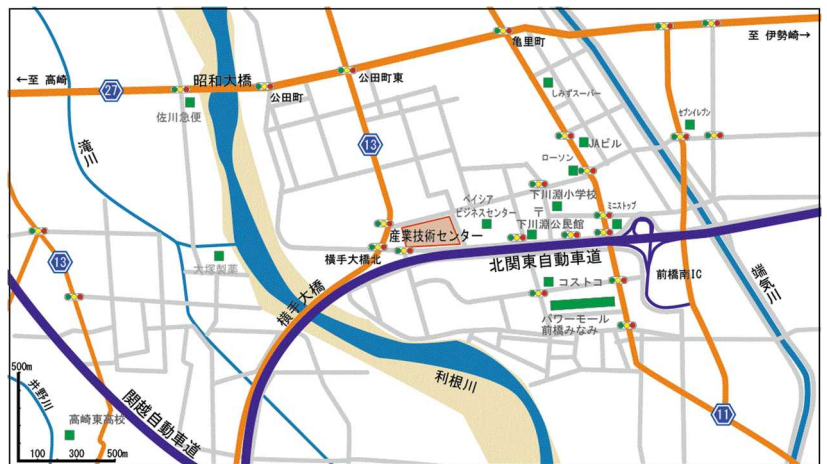 亀里町
至 伊勢崎→
←至 高崎
昭和大橋
公田町東
27
公田町
しみずスーパー
佐川急便
セブンイレブン
滝川
13
JAビル
ローソン
下川淵小学校
ベイシア
ビジネスセンター
〒
ミニストップ
下川淵公民館
産業技術センター
横手大橋北
北関東自動車道
13
大塚製薬
前橋南IC
端気川
コストコ
横手大橋
パワーモール
前橋みなみ
500m
利根川
井野川
関越自動車道
高崎東高校
11
100 300 500m